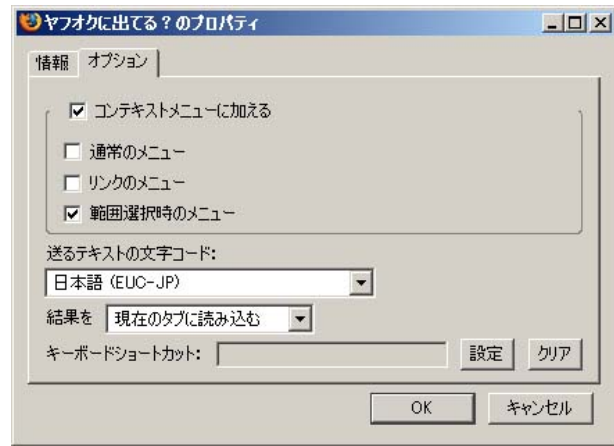 ヤフオクに出てる？のプロパティ
情報 オプション
コンテキストメニューに加える
通常のメニュー
リンクのメニュー
範囲選択時のメニュー
送るテキストの文字コード:
日本語 (EUC-JP)
結果を 現在のタブに読み込む
キーボードショートカット: 設定 クリア
OK キャンセル